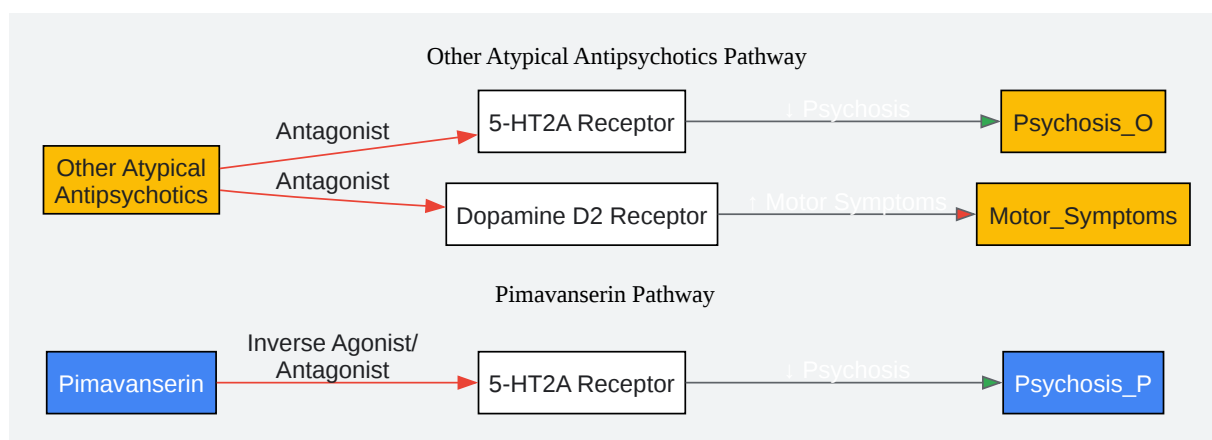 Other Atypical Antipsychotics Pathway
Antagonist
5-HT2A Receptor
↓ Psychosis
Psychosis_O
Other Atypical
Antipsychotics
Antagonist
Dopamine D2 Receptor
↑ Motor Symptoms
Motor_Symptoms
Pimavanserin Pathway
Pimavanserin
Inverse Agonist/
Antagonist
5-HT2A Receptor
↓ Psychosis
Psychosis_P